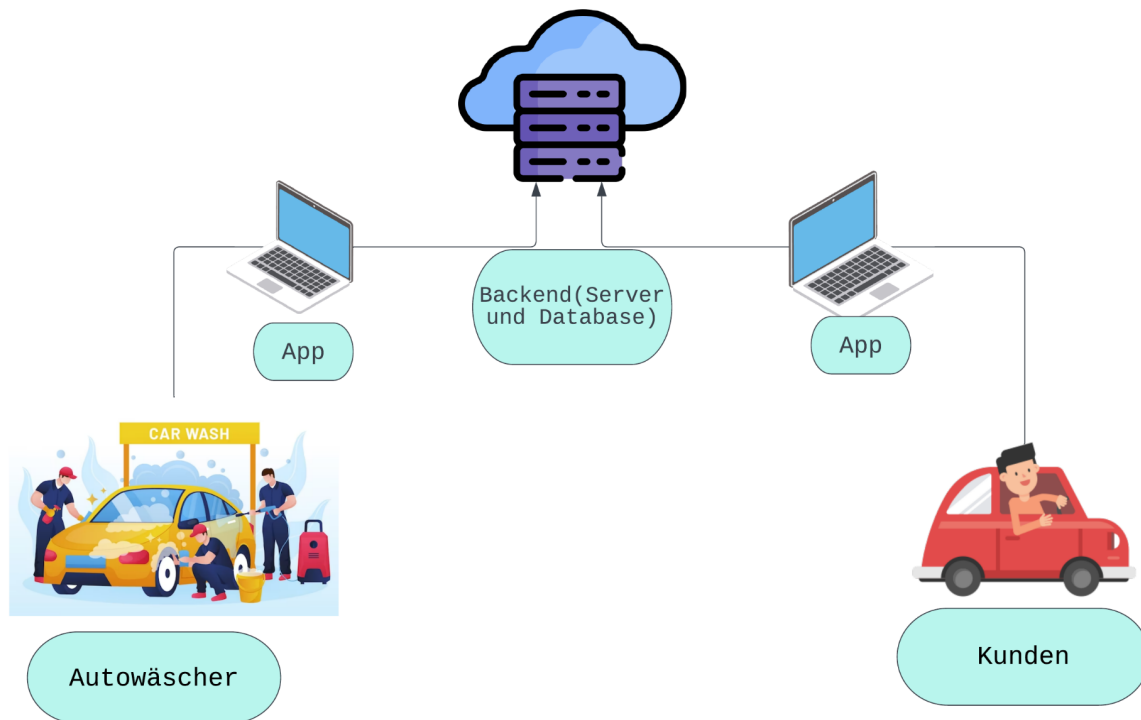 Backend(Server
und Database)
App
App
CAR WASH
Autowäscher
Kunden